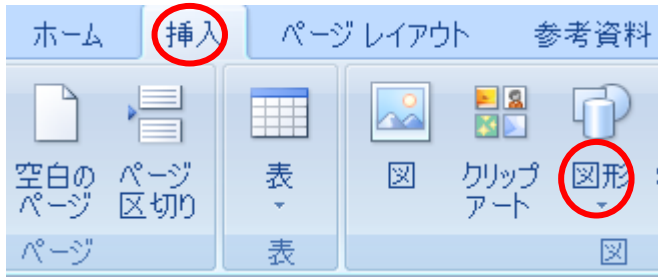 ホーム 挿入 ページ レイアウト 参考資料
空白の
ページ
ページ
区切り
表
図
クリップ
アート
図形
ページ
表
図